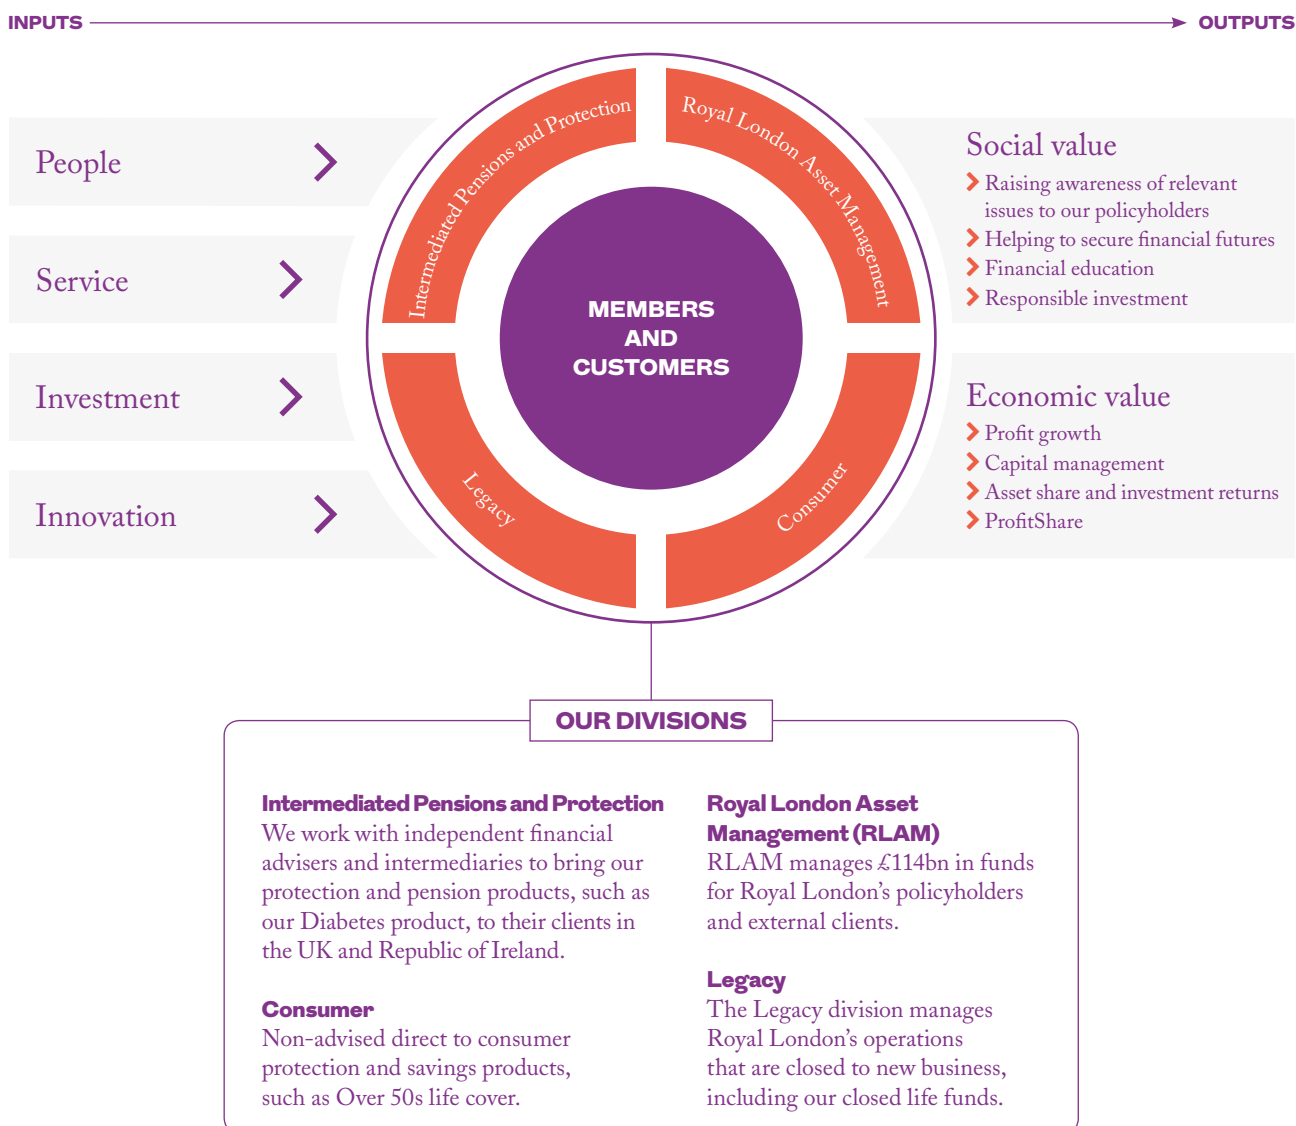 INPUTS
OUTPUTS
People
Service
Investment
Innovation
Intermediated Pensions and Protection
Royal London Asset Management
Legacy
Consumer
MEMBERS
AND
CUSTOMERS
Social value
Raising awareness of relevant
issues to our policyholders
Helping to secure financial futures
Financial education
Responsible investment
Economic value
Profit growth
Capital management
Asset share and investment returns
ProfitShare
OUR DIVISIONS
Intermediated Pensions and Protection
We work with independent financial
advisers and intermediaries to bring our
protection and pension products, such as
our Diabetes product, to their clients in
the UK and Republic of Ireland.
Consumer
Non-advised direct to consumer
protection and savings products,
such as Over 50s life cover.
Royal London Asset
Management (RLAM)
RLAM manages £114bn in funds
for Royal London’s policyholders
and external clients.
Legacy
The Legacy division manages
Royal London’s operations
that are closed to new business,
including our closed life funds.